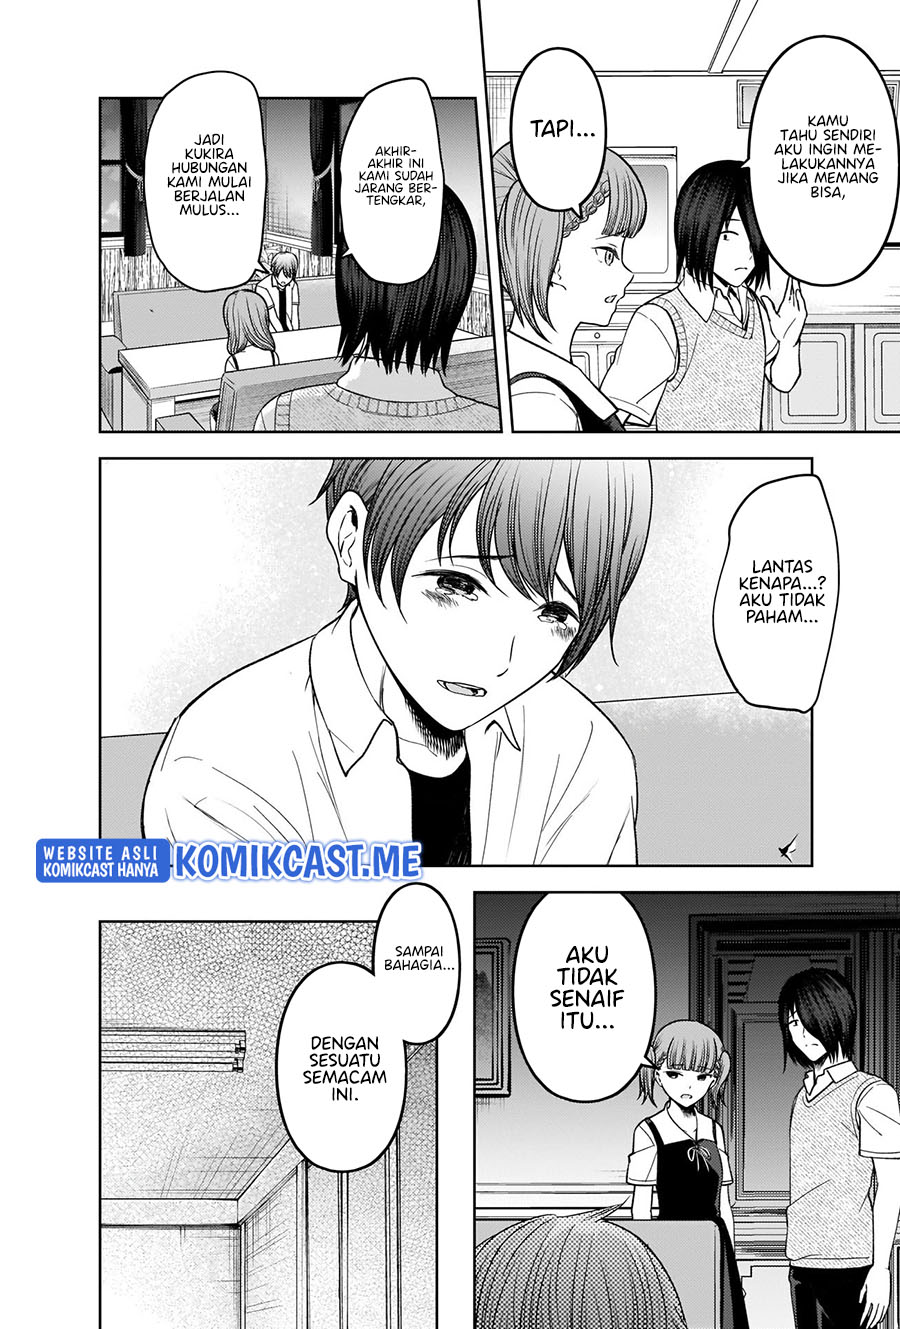 KAMU
TAHU SENDIRI
AKU INGIN ME-
LAKUKANNYA
JIKA MEMANG
BISA,
TAPI...
AKHIR-
AKHIR INI
KAMI SUDAH
JARANG BER-
TENGKAR,
JADI
KUKIRA
HUBUNGAN
KAMI MULAI
BERJALAN
MULUS...
LANTAS
KENAPA...?
AKU TIDAK
PAHAM...
WEBSITE ASLI
KOMIKCAST HANYA
KOMIKCAST.ME
AKU
TIDAK
SENAIF
ITU...
SAMPAI
BAHAGIA...
DENGAN
SESUATU
SEMACAM
INI.